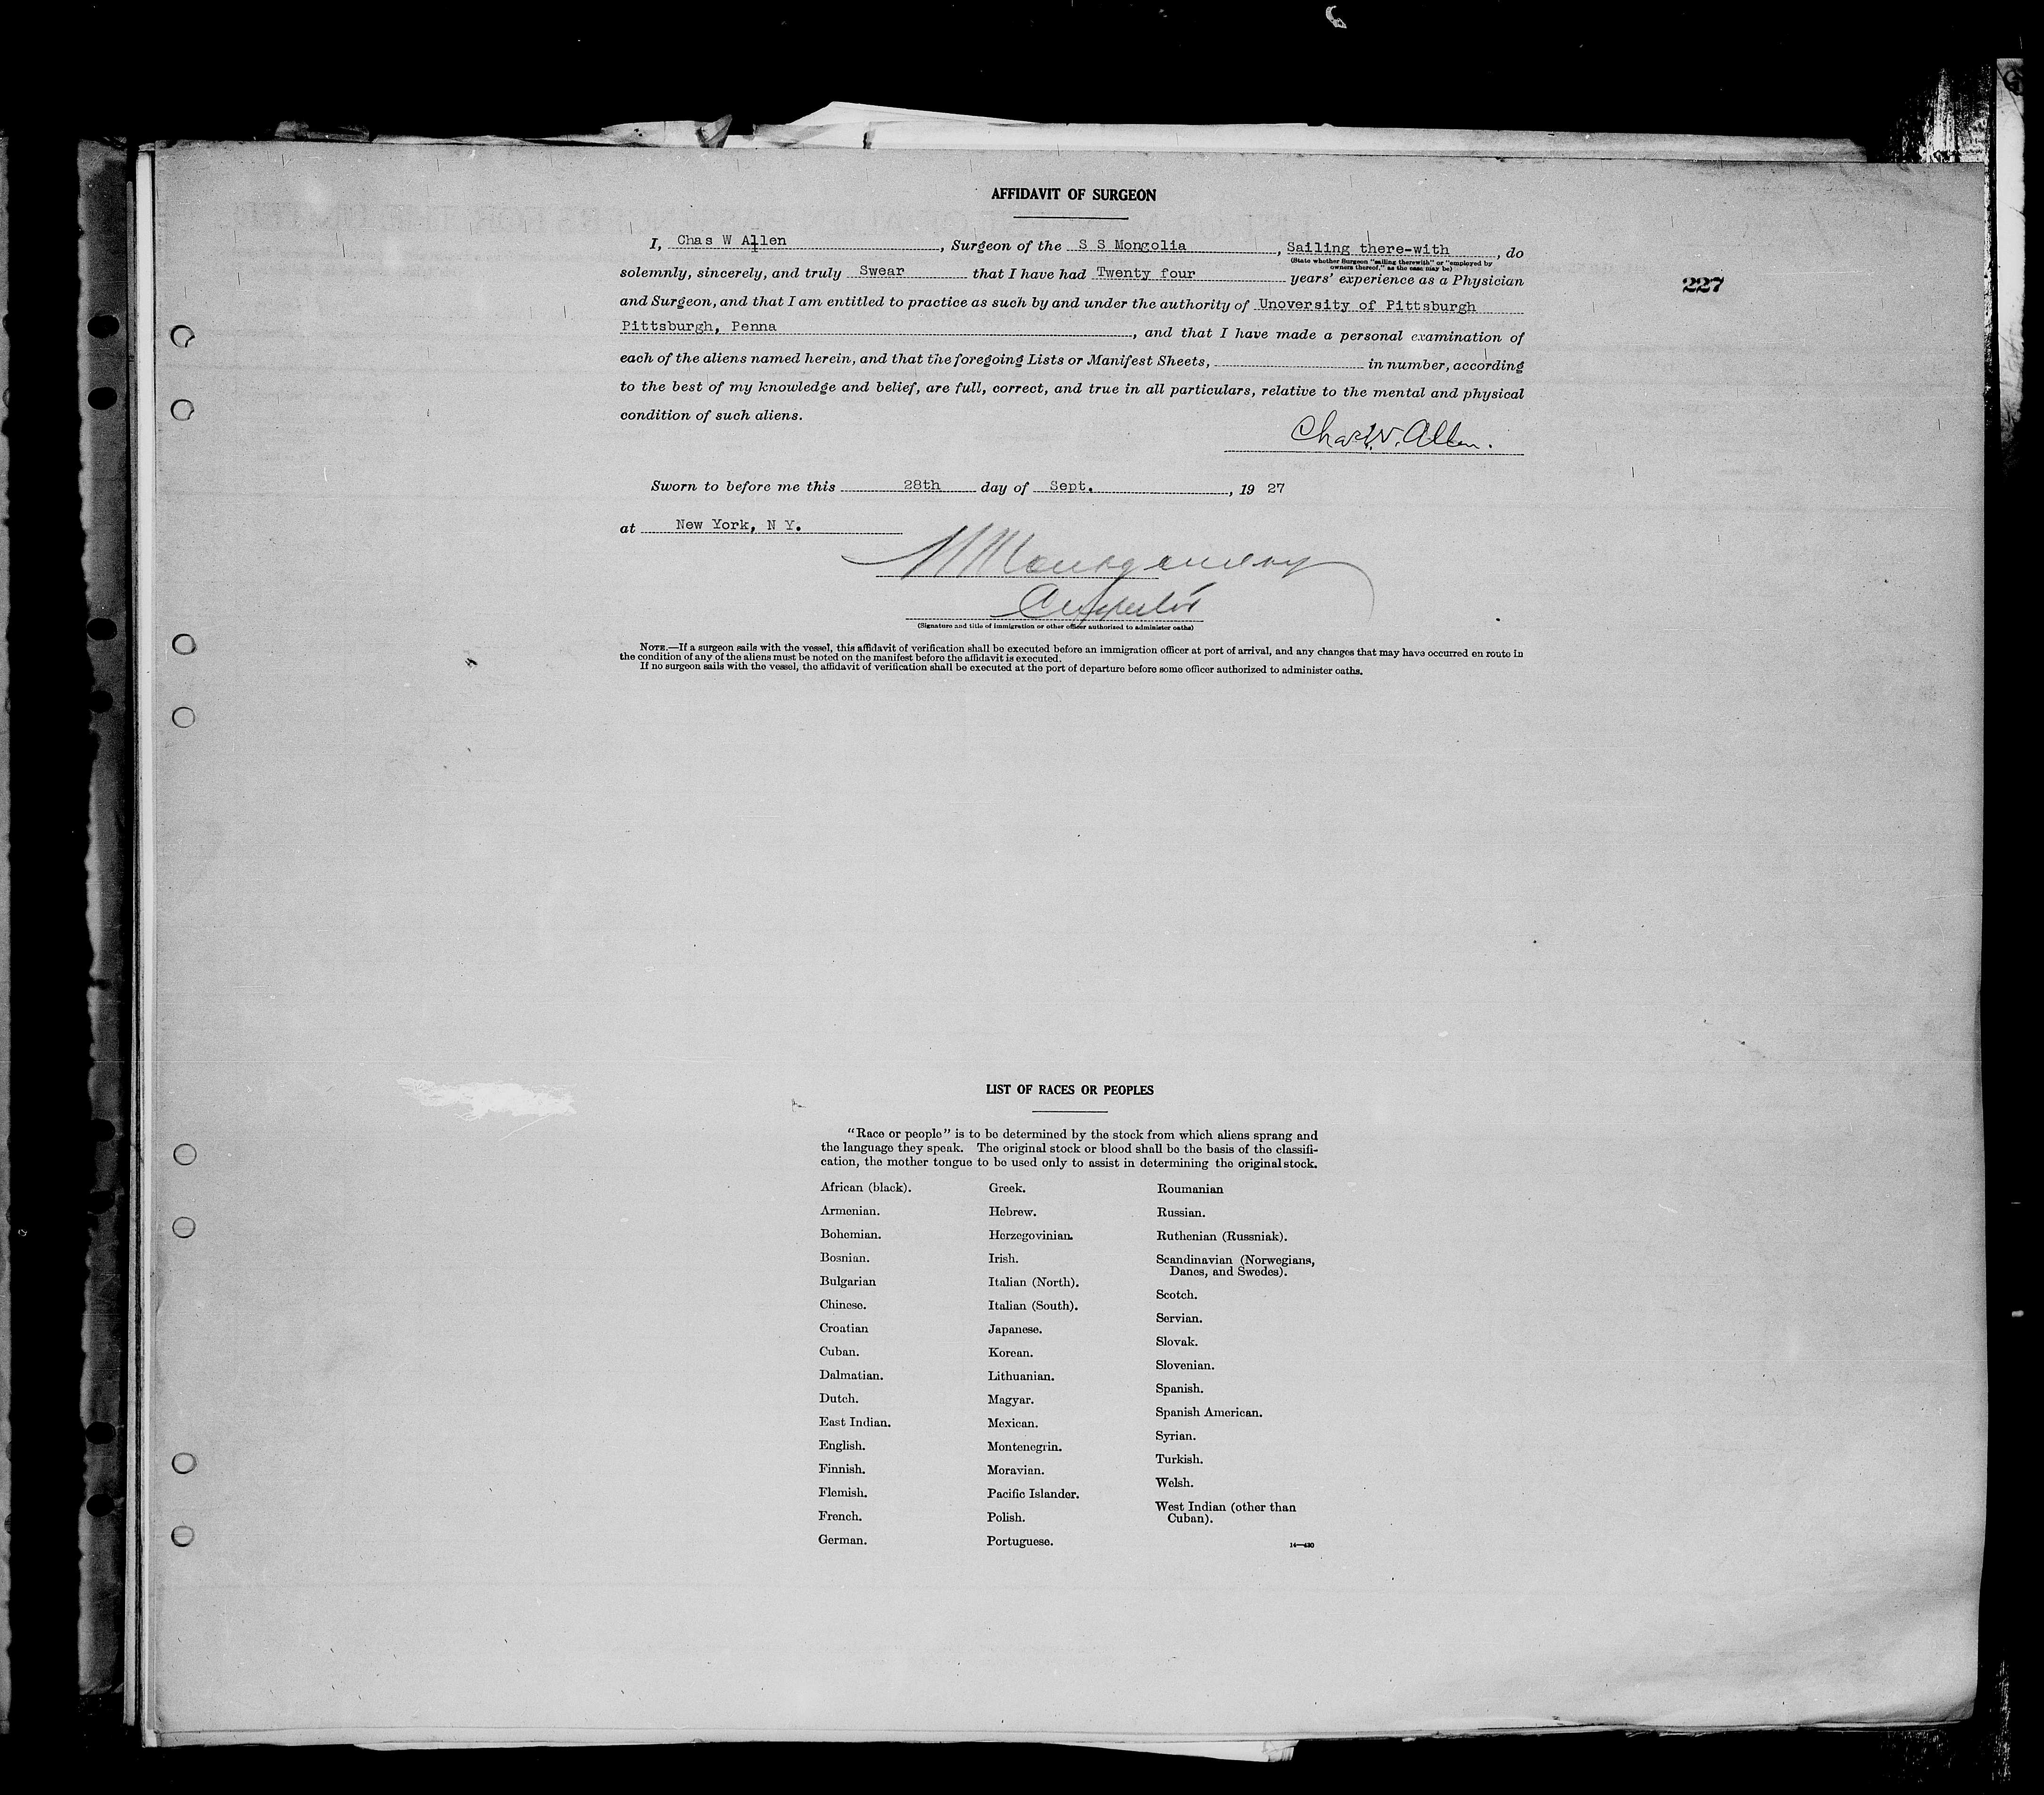 AFFIDAVIT OF SURGEON
I, Chas W Allen, Surgeon of the S S Mongolia, Sailing there-with, do
(State whether Surgeon "sailing therewith" or "employed by
owners thereof," as the case may be)
solemnly, sincerely, and truly Swear that I have had Twenty four years' experience as a Physician
227
and Surgeon, and that I am entitled to practice as such by and under the authority of Unoversity of Pittsburgh
Pittsburgh, Penna, and that I have made a personal examination of
each of the aliens named herein, and that the foregoing Lists or Manifest Sheets, in number, according
to the best of my knowledge and belief, are full, correct, and true in all particulars, relative to the mental and physical
condition of such aliens.
Chas W. Allen.
Sworn to before me this 28th day of Sept., 19 27
at New York, N Y.
Montgomery
(Signature and title of immigration or other officer authorized to administer oaths)
NOTE.—If a surgeon sails with the vessel, this affidavit of verification shall be executed before an immigration officer at port of arrival, and any changes that may have occurred en route in
the condition of any of the aliens must be noted on the manifest before the affidavit is executed.
If no surgeon sails with the vessel, the affidavit of verification shall be executed at the port of departure before some officer authorized to administer oaths.
LIST OF RACES OR PEOPLES
"Race or people" is to be determined by the stock from which aliens sprang and
the language they speak. The original stock or blood shall be the basis of the classifi-
cation, the mother tongue to be used only to assist in determining the original stock.
African (black).
Armenian.
Bohemian.
Bosnian.
Bulgarian
Chinese.
Croatian
Cuban.
Dalmatian.
Dutch.
East Indian.
English.
Finnish.
Flemish.
French.
German.
Greek.
Hebrew.
Herzegovinian.
Irish.
Italian (North).
Italian (South).
Japanese.
Korean.
Lithuanian.
Magyar.
Mexican.
Montenegrin.
Moravian.
Pacific Islander.
Polish.
Portuguese.
Roumanian
Russian.
Ruthenian (Russniak).
Scandinavian (Norwegians,
Danes, and Swedes).
Scotch.
Servian.
Slovak.
Slovenian.
Spanish.
Spanish American.
Syrian.
Turkish.
Welsh.
West Indian (other than
Cuban).
14—430